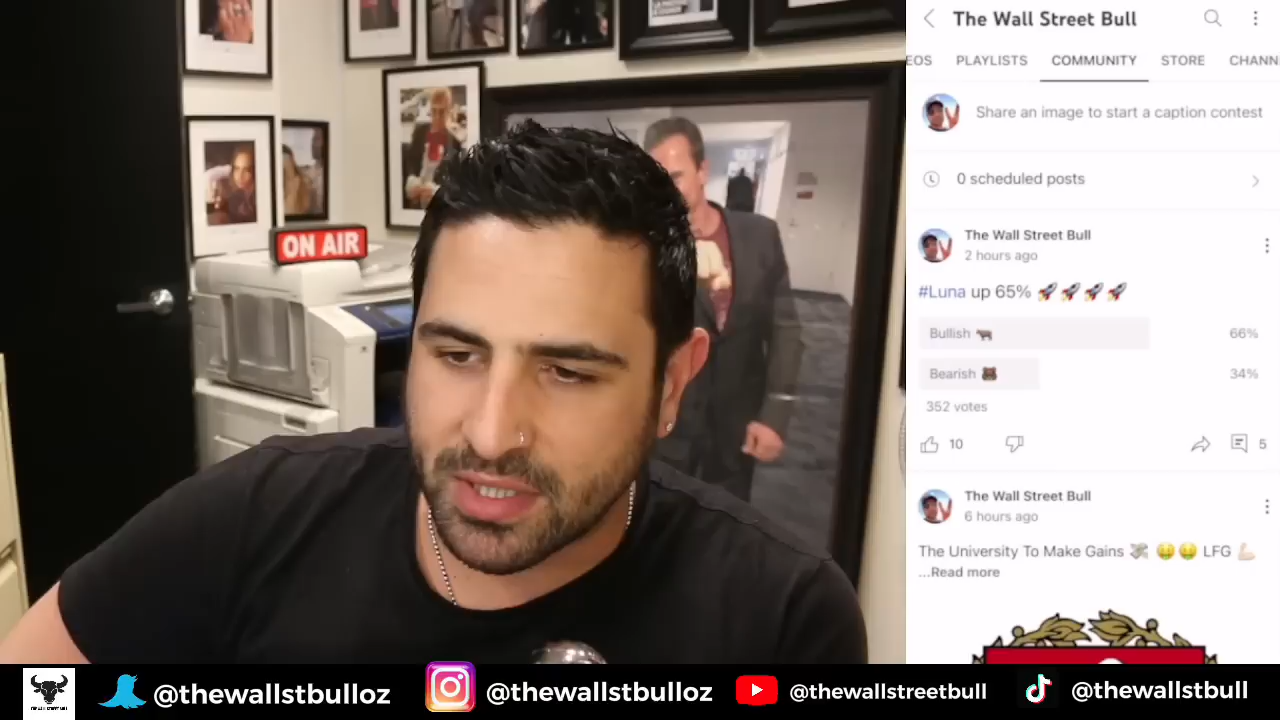 ON AIR
The Wall Street Bull
EOS PLAYLISTS COMMUNITY STORE CHANN
Share an image to start a caption contest
0 scheduled posts
The Wall Street Bull
2 hours ago
#Luna up 65% 🚀🚀🚀🚀
Bullish 🐂 66%
Bearish 🐻 34%
352 votes
10 5
The Wall Street Bull
6 hours ago
The University To Make Gains 💸 🤑🤑 LFG 💪🏻
...Read more
@thewallstbulloz @thewallstbulloz @thewallstreetbull @thewallstbull